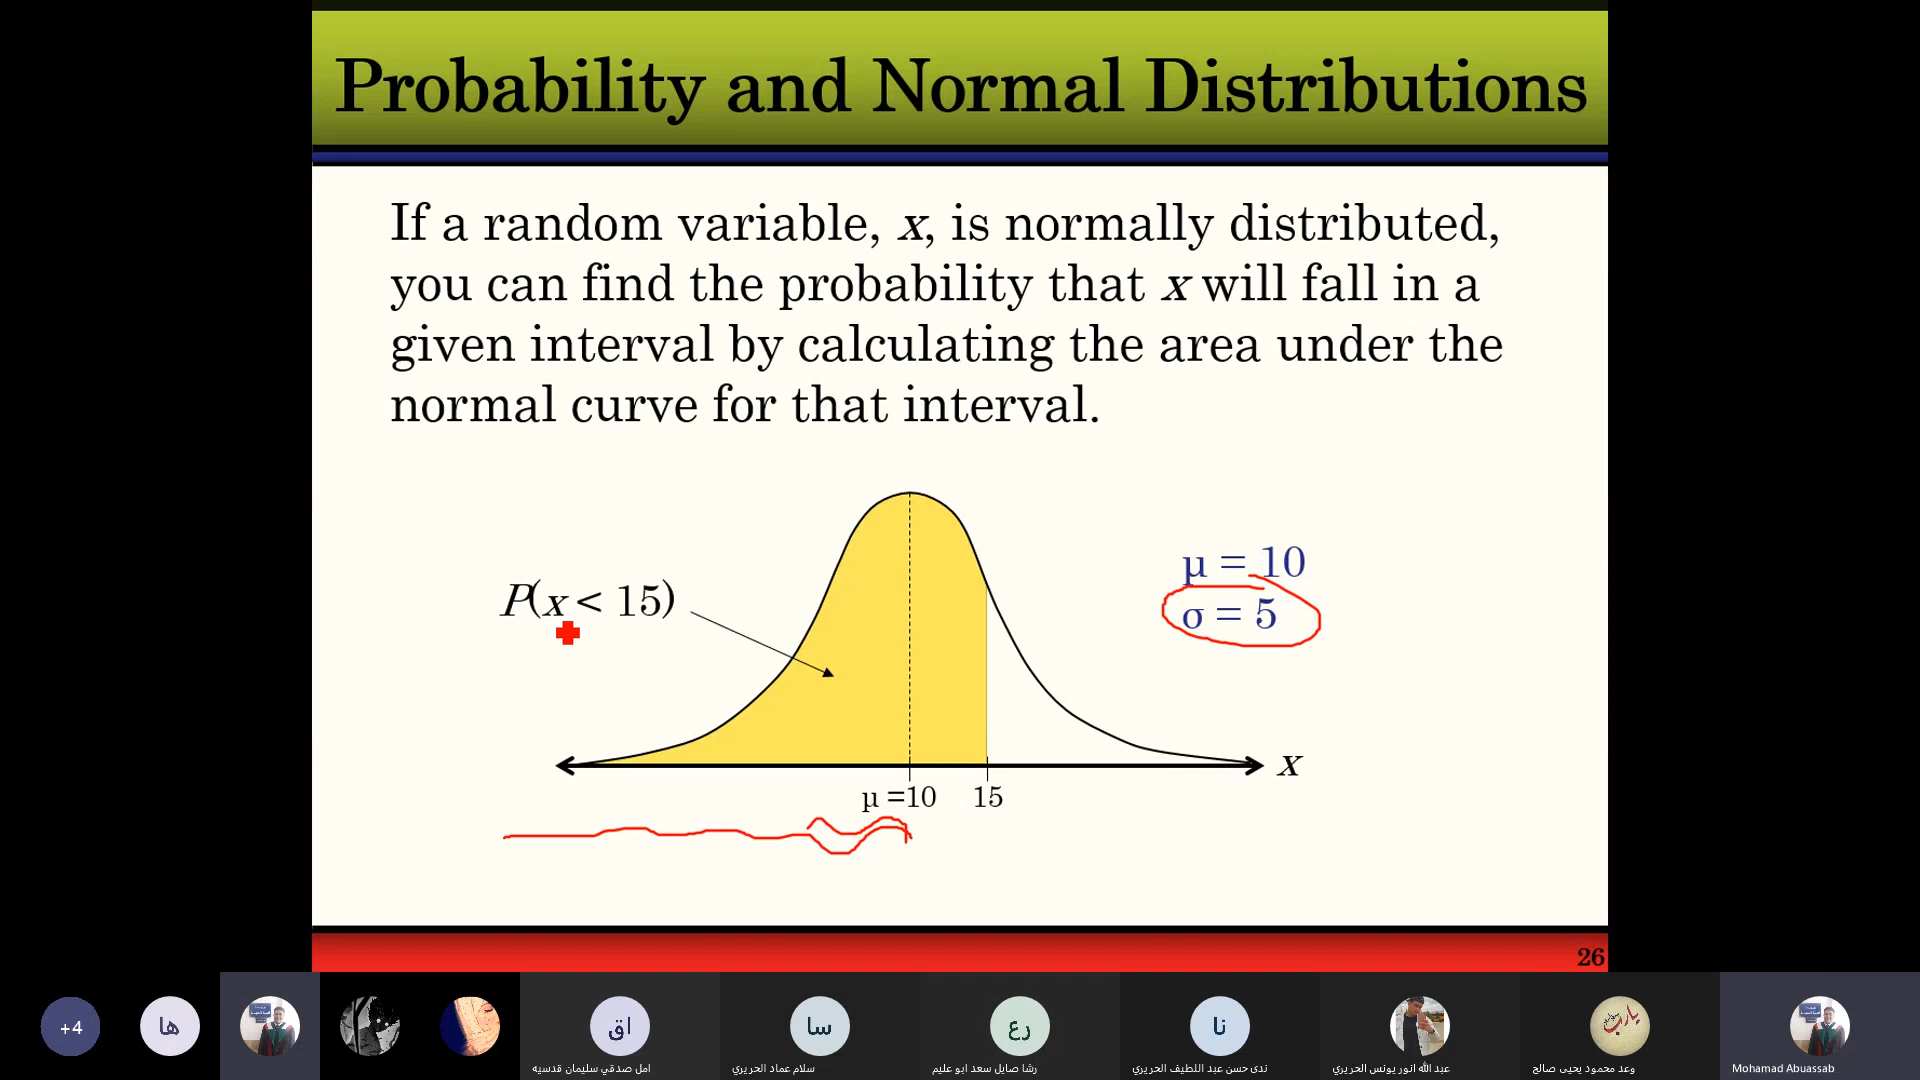 Probability and Normal Distributions
If a random variable, x, is normally distributed,
you can find the probability that x will fall in a
given interval by calculating the area under the
normal curve for that interval.
P(x < 15)
μ = 10
σ = 5
x
μ =10
15
26
+4
ها
اق
سا
رع
نا
يارب
امل صدقي سليمان قدسيه
سلام عماد الحريري
رشا صايل سعد ابو عليم
ندى حسن عبد اللطيف الحريري
عبد الله انور يونس الحريري
وعد محمود يحيى صالح
Mohamad Abuassab